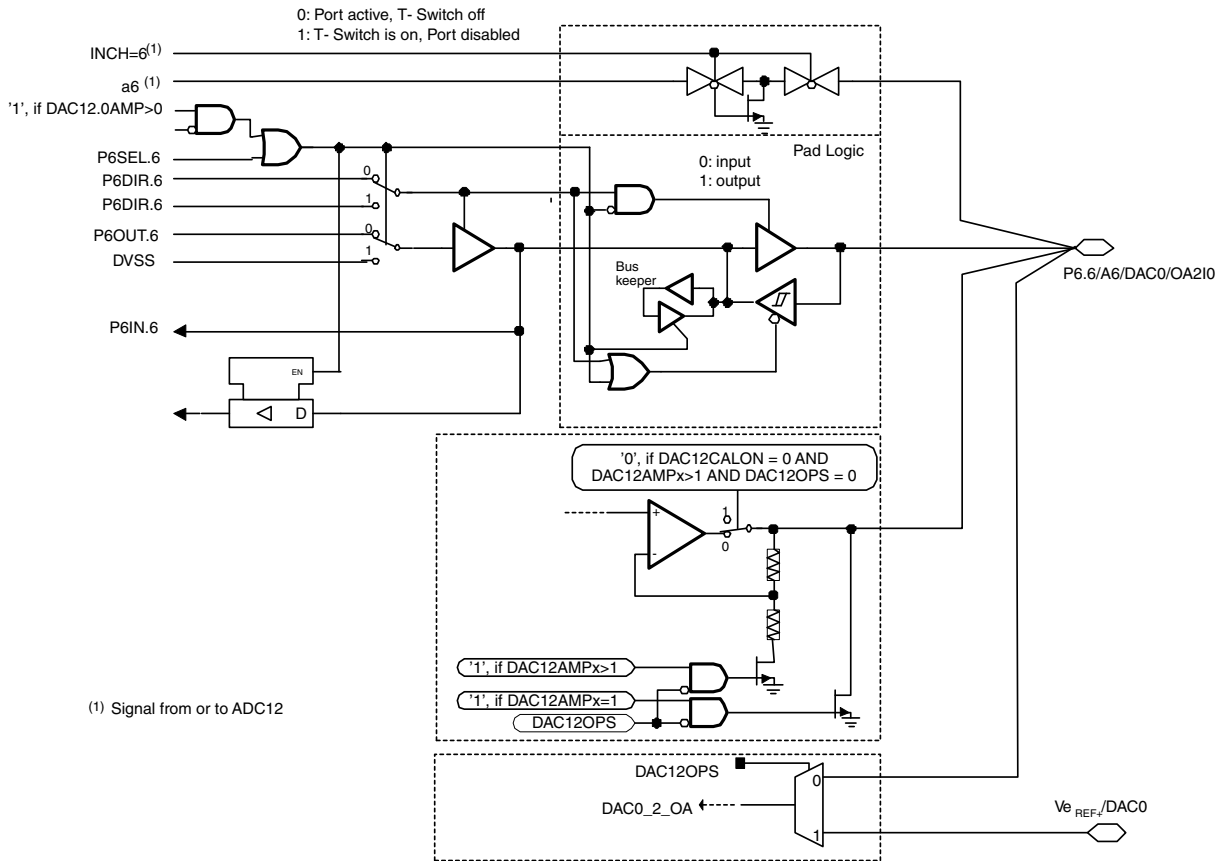 0: Port active, T- Switch off
1: T- Switch is on, Port disabled
INCH=6(1)
a6 (1)
'1', if DAC12.0AMP>0
P6SEL.6
P6DIR.6
P6DIR.6
P6OUT.6
DVSS
P6IN.6
0
1
0
1
EN
D
Pad Logic
0: input
1: output
Bus
keeper
P6.6/A6/DAC0/OA2I0
'0', if DAC12CALON = 0 AND
DAC12AMPx>1 AND DAC12OPS = 0
+
-
1
0
'1', if DAC12AMPx>1
'1', if DAC12AMPx=1
DAC12OPS
(1) Signal from or to ADC12
DAC12OPS
0
DAC0_2_OA
1
Ve REF+/DAC0